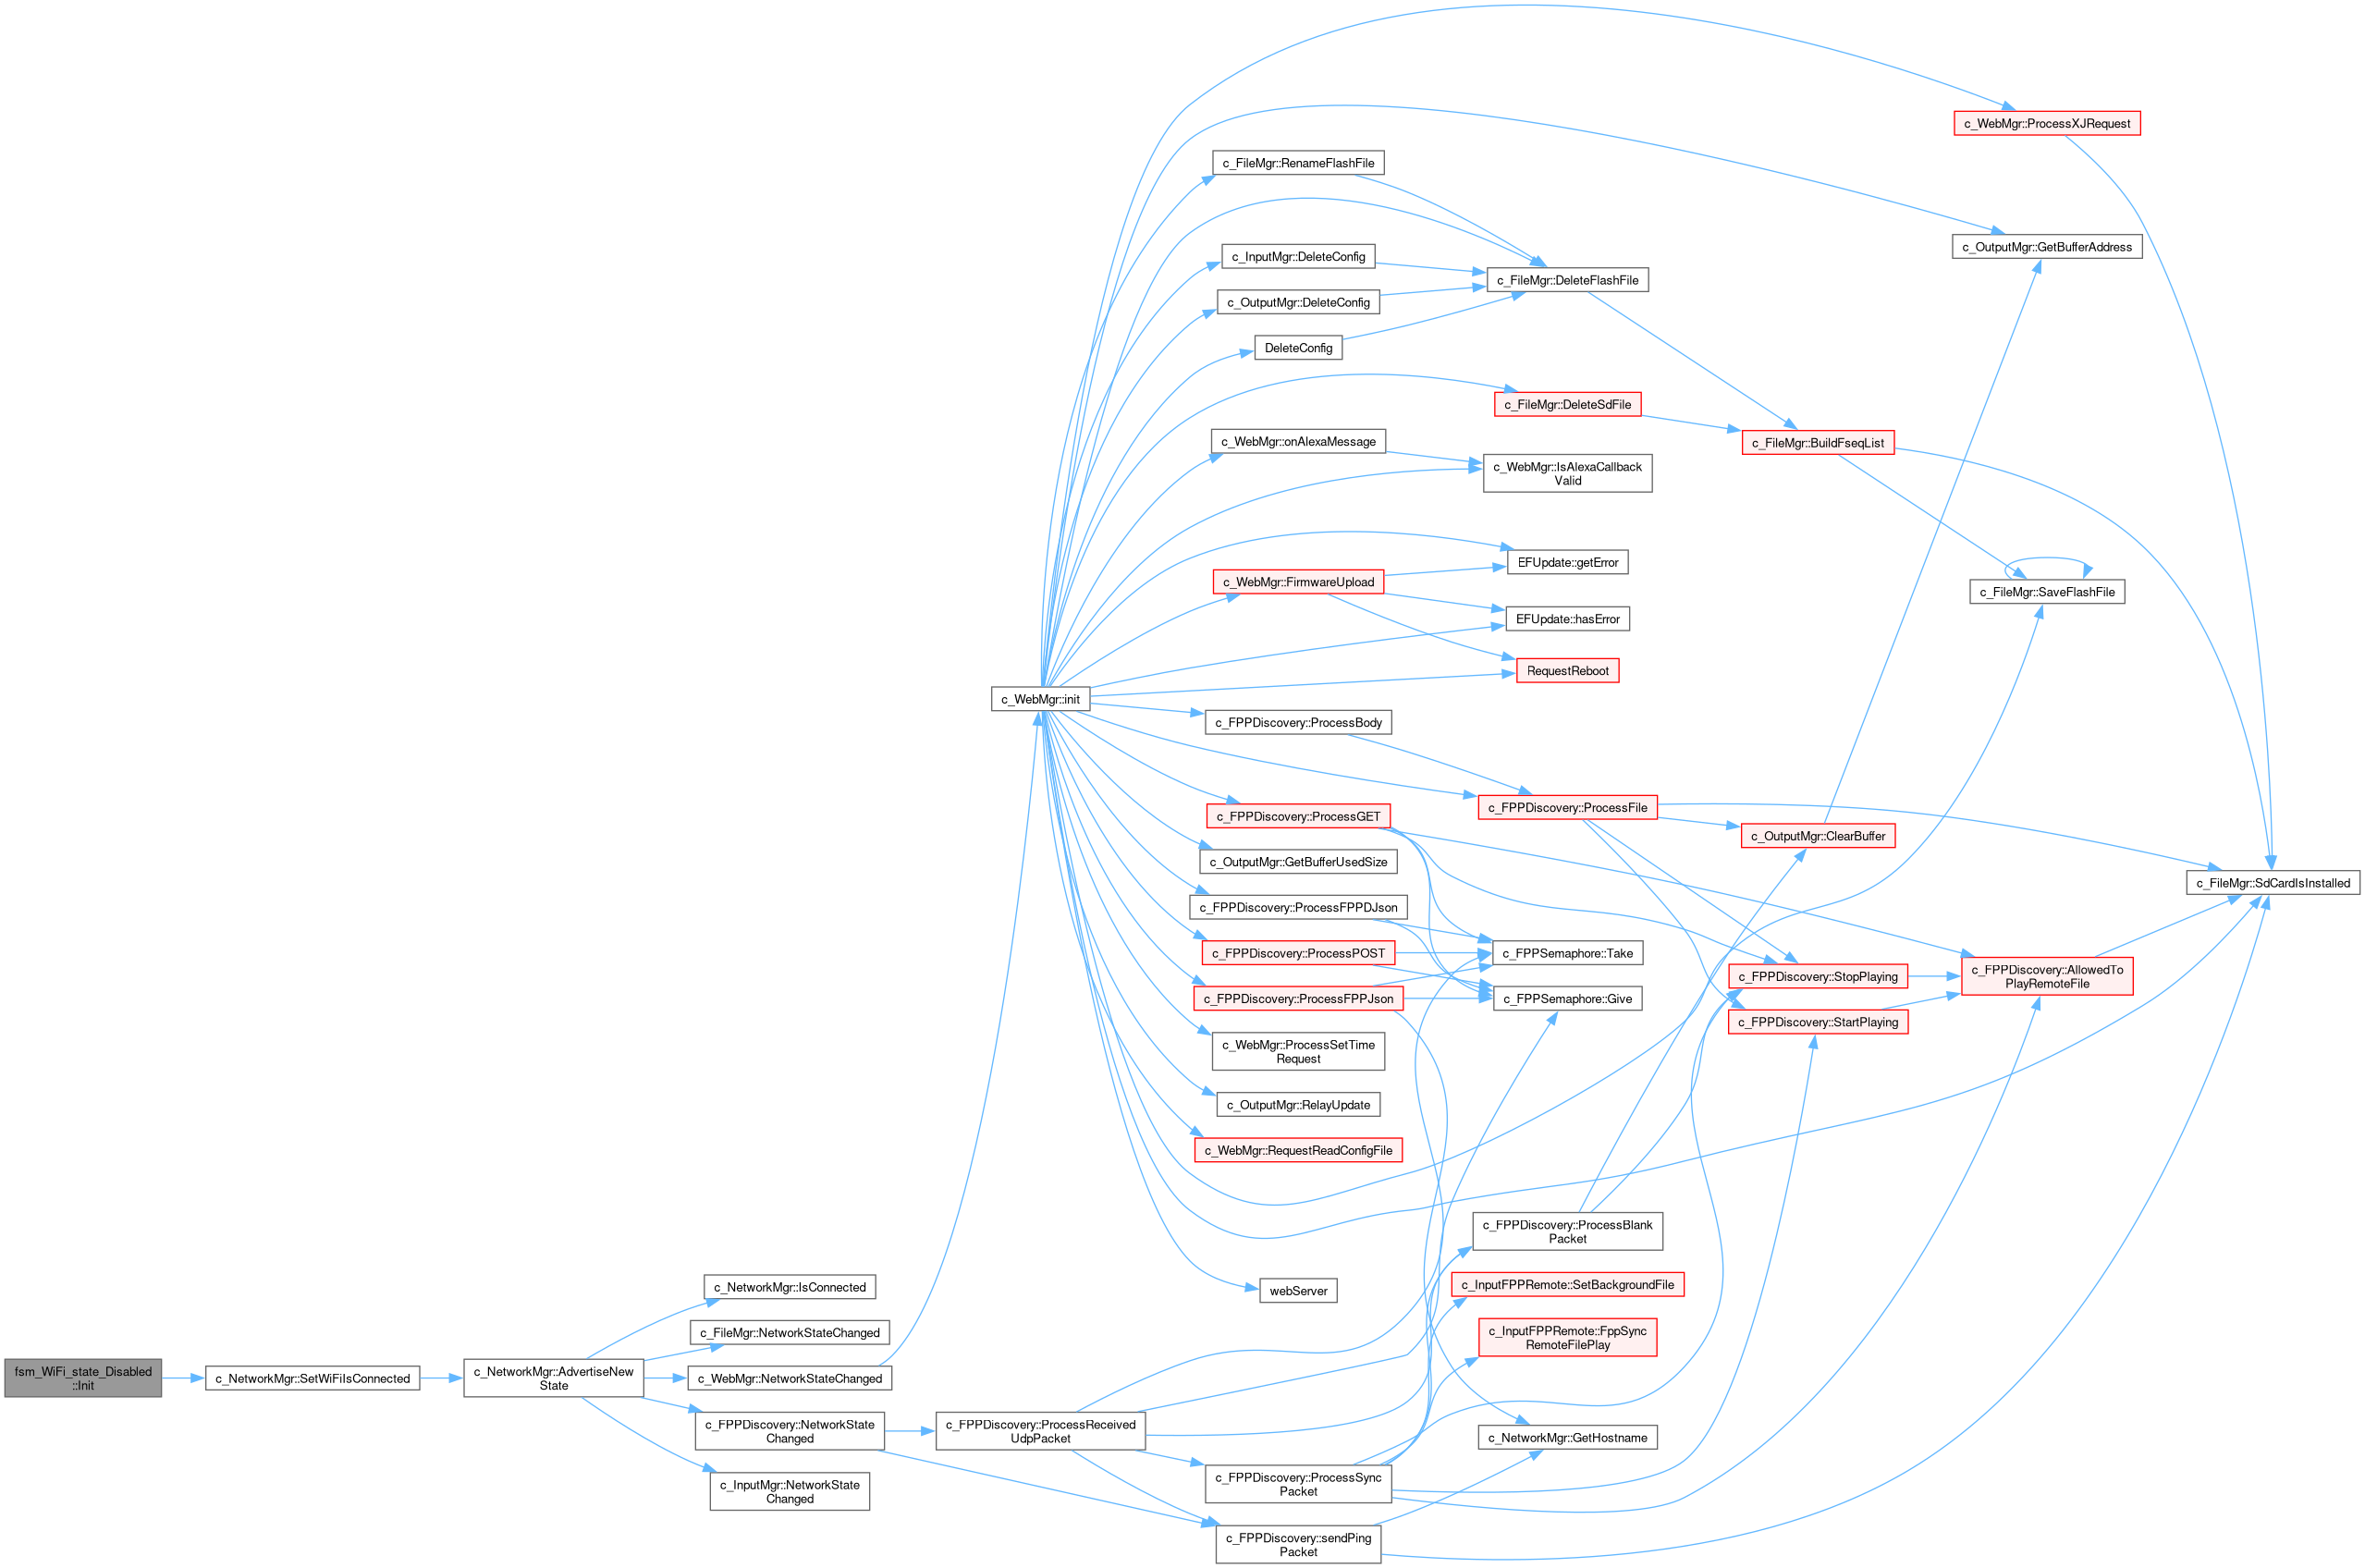 c_WebMgr::ProcessXJRequest
c_FileMgr::RenameFlashFile
c_OutputMgr::GetBufferAddress
c_InputMgr::DeleteConfig
c_FileMgr::DeleteFlashFile
c_OutputMgr::DeleteConfig
DeleteConfig
c_FileMgr::DeleteSdFile
c_WebMgr::onAlexaMessage
c_FileMgr::BuildFseqList
c_WebMgr::IsAlexaCallback
Valid
EFUpdate::getError
c_WebMgr::FirmwareUpload
c_FileMgr::SaveFlashFile
EFUpdate::hasError
RequestReboot
c_WebMgr::init
c_FPPDiscovery::ProcessBody
c_FPPDiscovery::ProcessFile
c_FPPDiscovery::ProcessGET
c_OutputMgr::ClearBuffer
c_OutputMgr::GetBufferUsedSize
c_FileMgr::SdCardIsInstalled
c_FPPDiscovery::ProcessFPPDJson
c_FPPDiscovery::ProcessPOST
c_FPPSemaphore::Take
c_FPPDiscovery::StopPlaying
c_FPPDiscovery::AllowedTo
PlayRemoteFile
c_FPPDiscovery::ProcessFPPJson
c_FPPSemaphore::Give
c_FPPDiscovery::StartPlaying
c_WebMgr::ProcessSetTime
Request
c_OutputMgr::RelayUpdate
c_WebMgr::RequestReadConfigFile
c_FPPDiscovery::ProcessBlank
Packet
c_NetworkMgr::IsConnected
webServer
c_InputFPPRemote::SetBackgroundFile
c_FileMgr::NetworkStateChanged
c_InputFPPRemote::FppSync
RemoteFilePlay
fsm_WiFi_state_Disabled
::Init
c_NetworkMgr::SetWiFiIsConnected
c_NetworkMgr::AdvertiseNew
State
c_WebMgr::NetworkStateChanged
c_FPPDiscovery::NetworkState
Changed
c_FPPDiscovery::ProcessReceived
UdpPacket
c_NetworkMgr::GetHostname
c_InputMgr::NetworkState
Changed
c_FPPDiscovery::ProcessSync
Packet
c_FPPDiscovery::sendPing
Packet